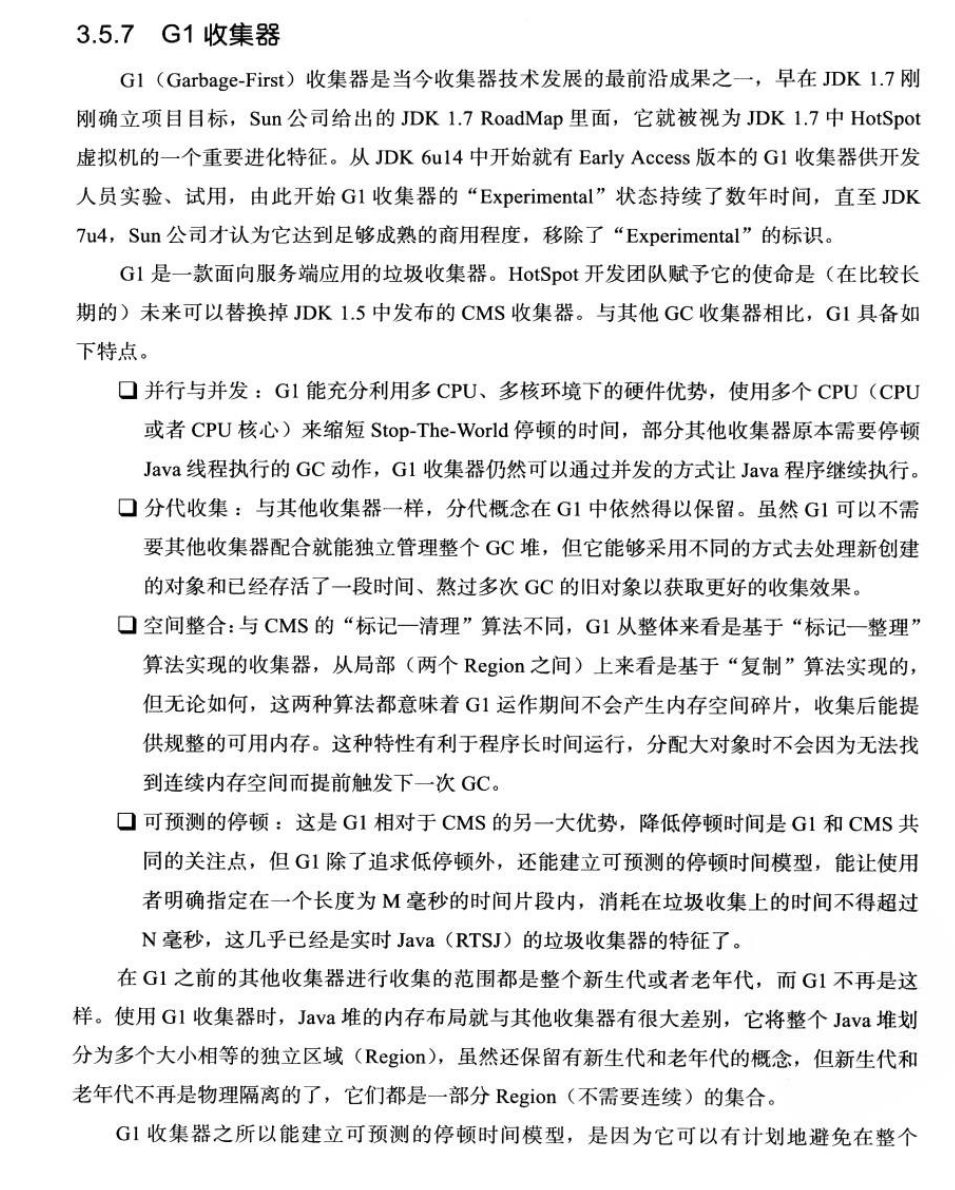 3.5.7 G1 收集器
G1（Garbage-First）收集器是当今收集器技术发展的最前沿成果之一，早在 JDK 1.7 刚
刚确立项目目标，Sun 公司给出的 JDK 1.7 RoadMap 里面，它就被视为 JDK 1.7 中 HotSpot
虚拟机的一个重要进化特征。从 JDK 6u14 中开始就有 Early Access 版本的 G1 收集器供开发
人员实验、试用，由此开始 G1 收集器的“Experimental”状态持续了数年时间，直至 JDK
7u4，Sun 公司才认为它达到足够成熟的商用程度，移除了“Experimental”的标识。
G1 是一款面向服务端应用的垃圾收集器。HotSpot 开发团队赋予它的使命是（在比较长
期的）未来可以替换掉 JDK 1.5 中发布的 CMS 收集器。与其他 GC 收集器相比，G1 具备如
下特点。
❑ 并行与并发：G1 能充分利用多 CPU、多核环境下的硬件优势，使用多个 CPU（CPU
或者 CPU 核心）来缩短 Stop-The-World 停顿的时间，部分其他收集器原本需要停顿
Java 线程执行的 GC 动作，G1 收集器仍然可以通过并发的方式让 Java 程序继续执行。
❑ 分代收集：与其他收集器一样，分代概念在 G1 中依然得以保留。虽然 G1 可以不需
要其他收集器配合就能独立管理整个 GC 堆，但它能够采用不同的方式去处理新创建
的对象和已经存活了一段时间、熬过多次 GC 的旧对象以获取更好的收集效果。
❑ 空间整合：与 CMS 的“标记—清理”算法不同，G1 从整体来看是基于“标记—整理”
算法实现的收集器，从局部（两个 Region 之间）上来看是基于“复制”算法实现的，
但无论如何，这两种算法都意味着 G1 运作期间不会产生内存空间碎片，收集后能提
供规整的可用内存。这种特性有利于程序长时间运行，分配大对象时不会因为无法找
到连续内存空间而提前触发下一次 GC。
❑ 可预测的停顿：这是 G1 相对于 CMS 的另一大优势，降低停顿时间是 G1 和 CMS 共
同的关注点，但 G1 除了追求低停顿外，还能建立可预测的停顿时间模型，能让使用
者明确指定在一个长度为 M 毫秒的时间片段内，消耗在垃圾收集上的时间不得超过
N 毫秒，这几乎已经是实时 Java（RTSJ）的垃圾收集器的特征了。
在 G1 之前的其他收集器进行收集的范围都是整个新生代或者老年代，而 G1 不再是这
样。使用 G1 收集器时，Java 堆的内存布局就与其他收集器有很大差别，它将整个 Java 堆划
分为多个大小相等的独立区域（Region），虽然还保留有新生代和老年代的概念，但新生代和
老年代不再是物理隔离的了，它们都是一部分 Region（不需要连续）的集合。
G1 收集器之所以能建立可预测的停顿时间模型，是因为它可以有计划地避免在整个